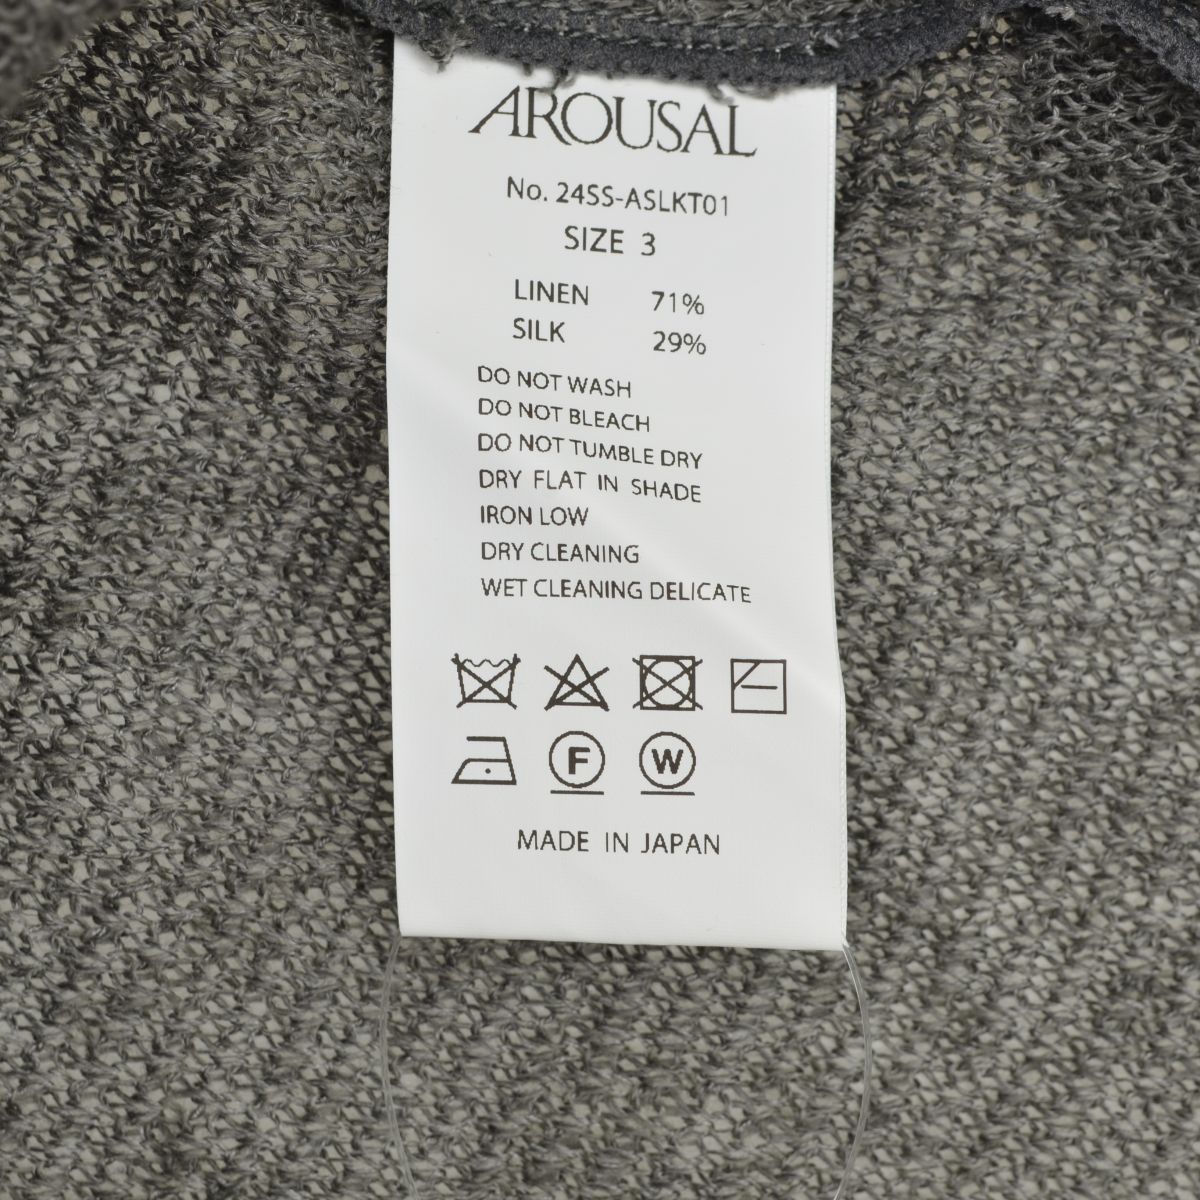 AROUSAL
No. 24SS-ASLKT01
SIZE 3
LINEN 71%
SILK 29%
DO NOT WASH
DO NOT BLEACH
DO NOT TUMBLE DRY
DRY FLAT IN SHADE
IRON LOW
DRY CLEANING
WET CLEANING DELICATE
F W
MADE IN JAPAN